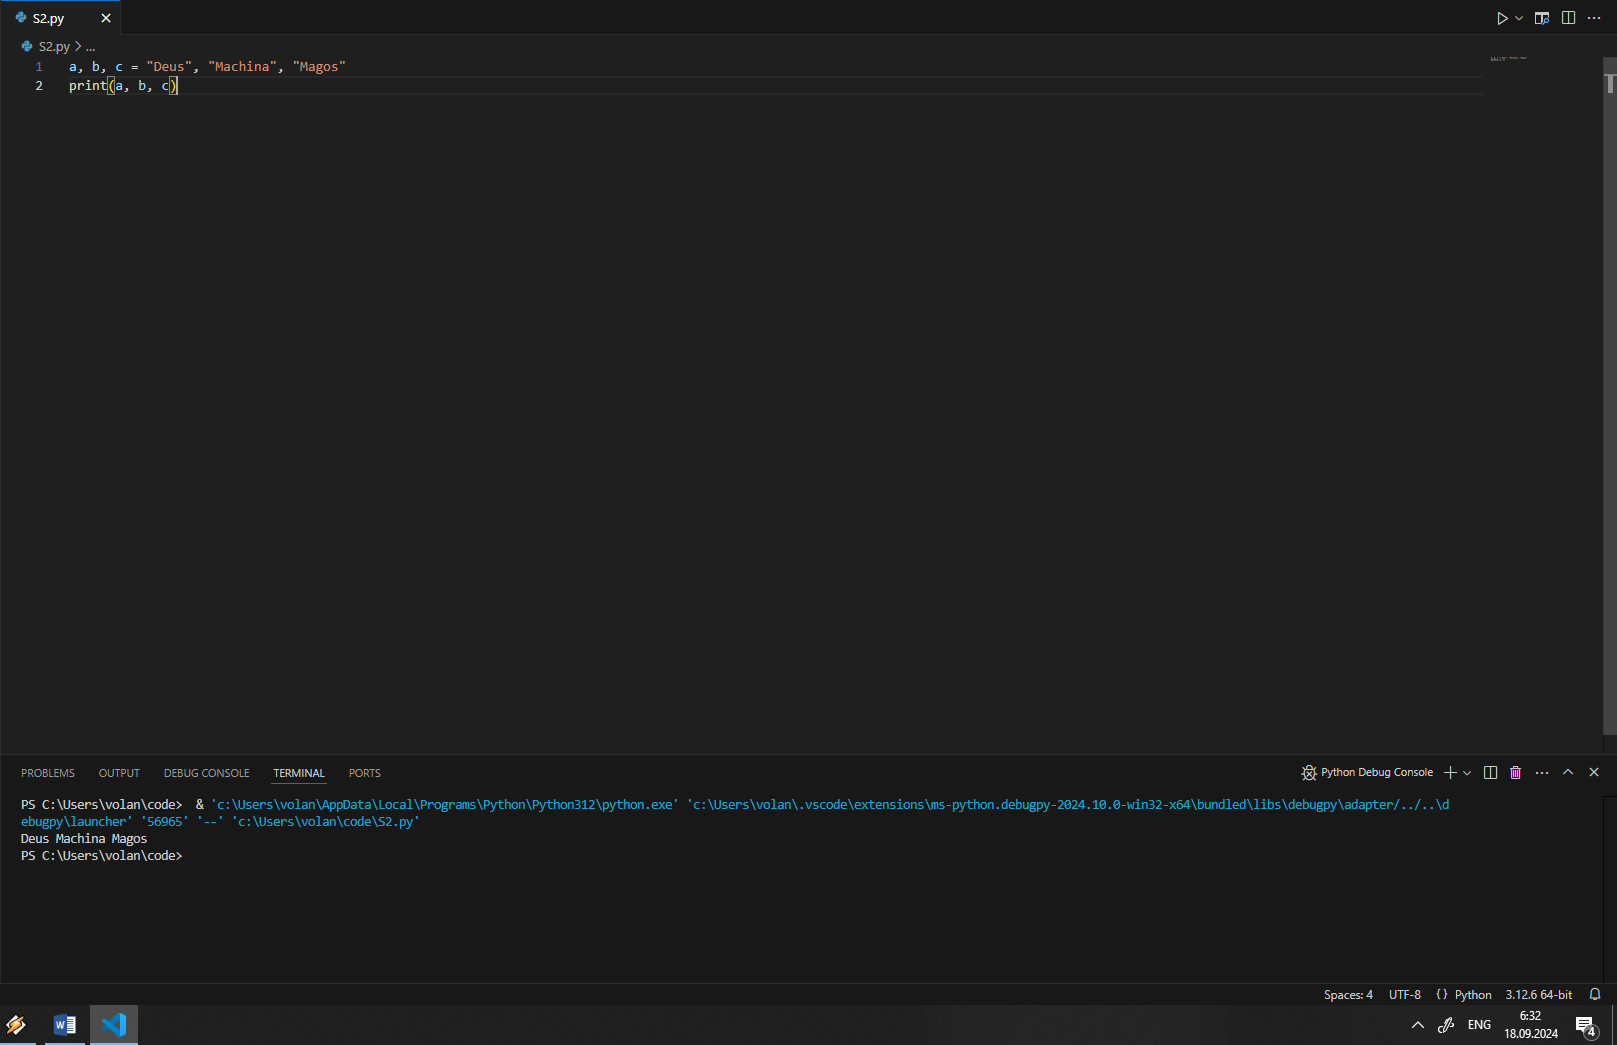 S2.py
S2.py > ...
1 a, b, c = "Deus", "Machina", "Magos"
2 print(a, b, c)
PROBLEMS OUTPUT DEBUG CONSOLE TERMINAL PORTS Python Debug Console
PS C:\Users\volan\code>  & 'c:\Users\volan\AppData\Local\Programs\Python\Python312\python.exe' 'c:\Users\volan\.vscode\extensions\ms-python.debugpy-2024.10.0-win32-x64\bundled\libs\debugpy\adapter/../..\d
ebugpy\launcher' '56965' '--' 'c:\Users\volan\code\S2.py'
Deus Machina Magos
PS C:\Users\volan\code>
Spaces: 4 UTF-8 {} Python 3.12.6 64-bit
W ENG 6:32
18.09.2024 4